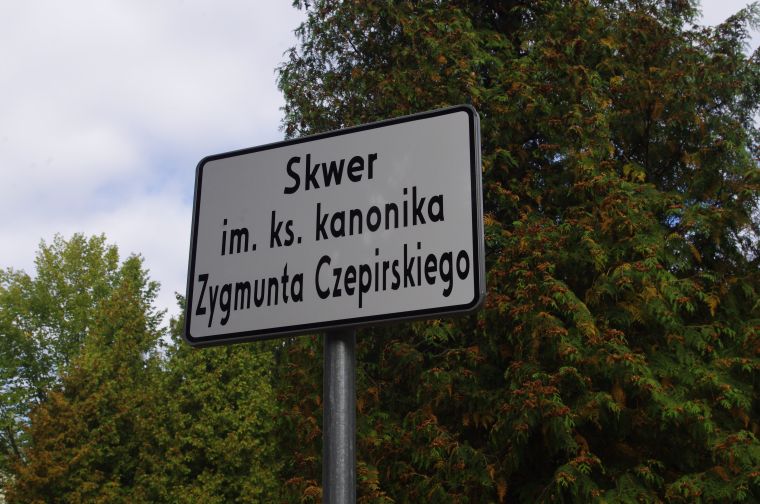 Skwer
im. ks. kanonika
Zygmunta Czepirskiego